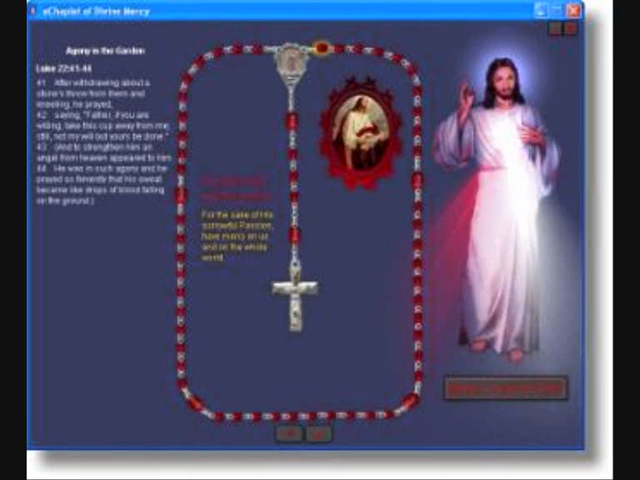 eChaplet of Divine Mercy
Agony in the Garden
Luke 22:41-44
41 After withdrawing about a
stone's throw from them and
kneeling, he prayed,
42 saying, "Father, if you are
willing, take this cup away from me;
still, not my will but yours be done."
43 (And to strengthen him an
angel from heaven appeared to him.
44 He was in such agony and he
prayed so fervently that his sweat
became like drops of blood falling
on the ground.)
For the sake of His
sorrowful Passion,
have mercy on us
and on the whole
world.